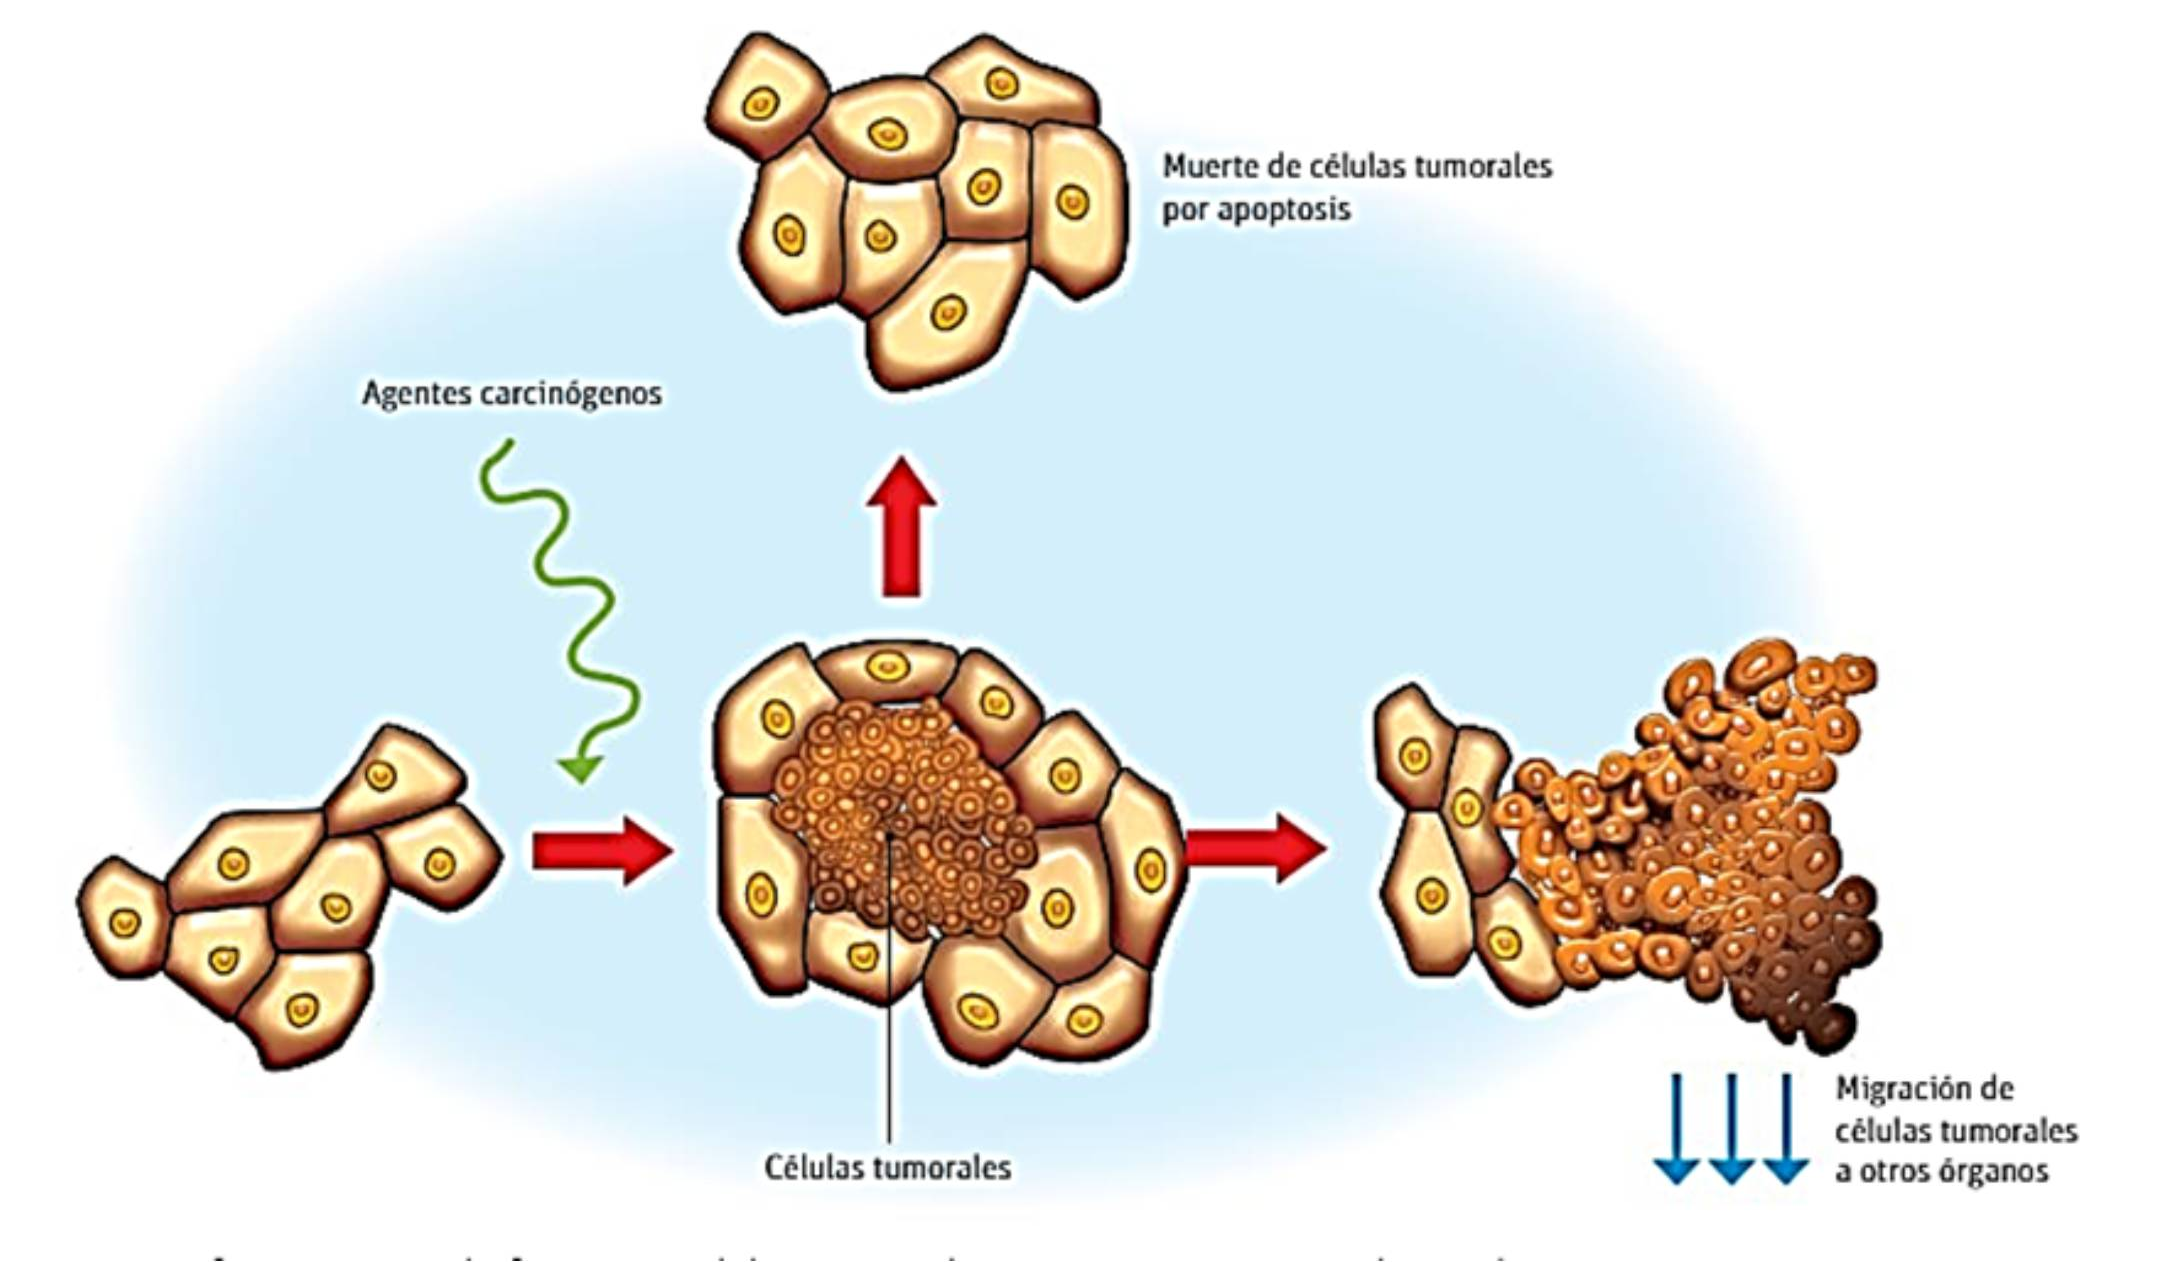 Muerte de células tumorales
por apoptosis
Agentes carcinógenos
Células tumorales
Migración de
células tumorales
a otros órganos